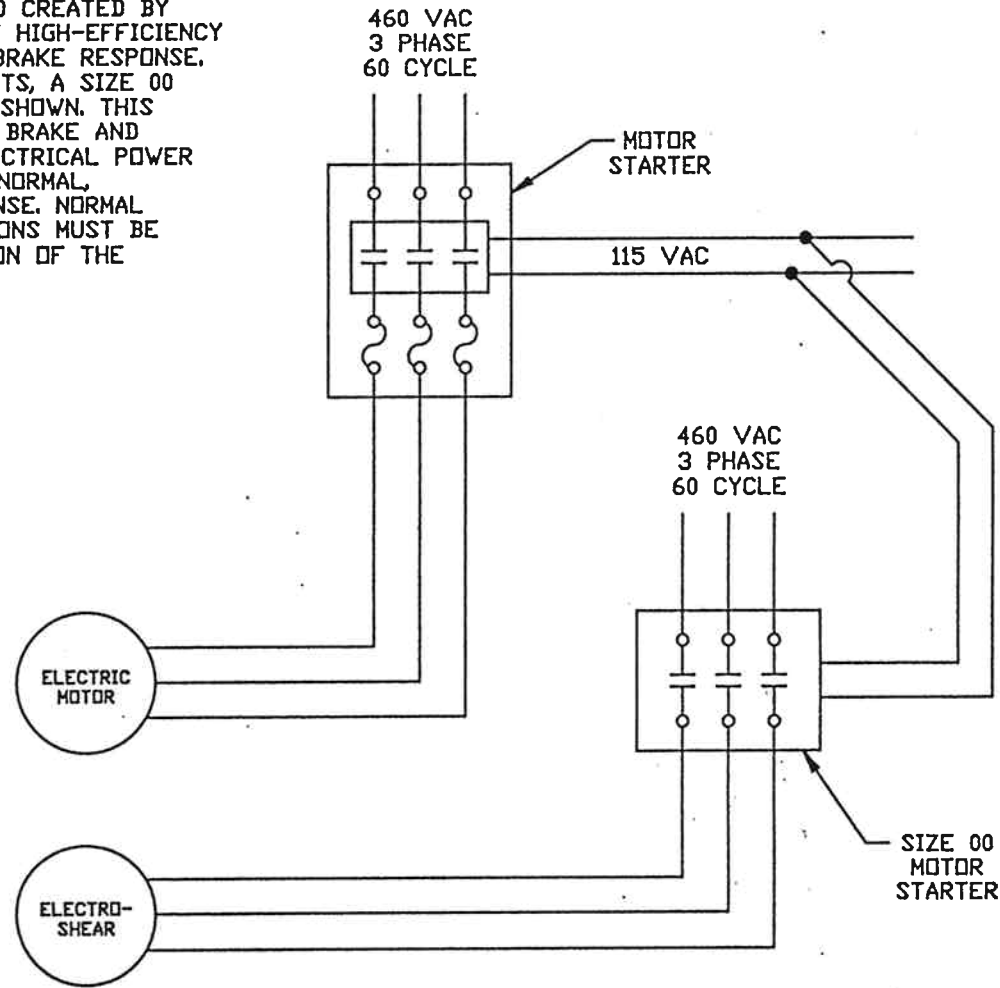 D CREATED BY
HIGH-EFFICIENCY
BRAKE RESPONSE.
TS, A SIZE 00
SHOWN. THIS
BRAKE AND
ECTRICAL POWER
NORMAL,
NSE. NORMAL
ONS MUST BE
ON OF THE
460 VAC
3 PHASE
60 CYCLE
MOTOR
STARTER
115 VAC
460 VAC
3 PHASE
60 CYCLE
ELECTRIC
MOTOR
SIZE 00
MOTOR
STARTER
ELECTRO-
SHEAR